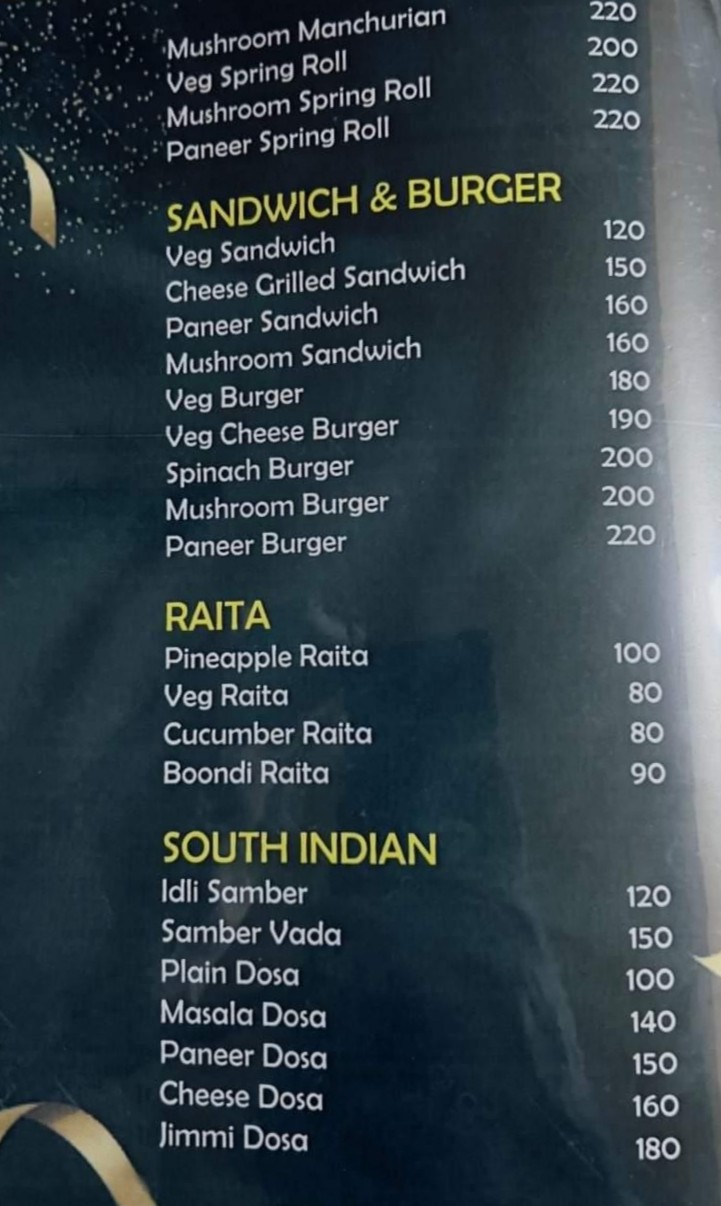 Mushroom Manchurian 220
Veg Spring Roll 200
Mushroom Spring Roll 220
Paneer Spring Roll 220
SANDWICH & BURGER
Veg Sandwich 120
Cheese Grilled Sandwich 150
Paneer Sandwich 160
Mushroom Sandwich 160
Veg Burger 180
Veg Cheese Burger 190
Spinach Burger 200
Mushroom Burger 200
Paneer Burger 220
RAITA
Pineapple Raita 100
Veg Raita 80
Cucumber Raita 80
Boondi Raita 90
SOUTH INDIAN
Idli Samber 120
Samber Vada 150
Plain Dosa 100
Masala Dosa 140
Paneer Dosa 150
Cheese Dosa 160
Jimmi Dosa 180